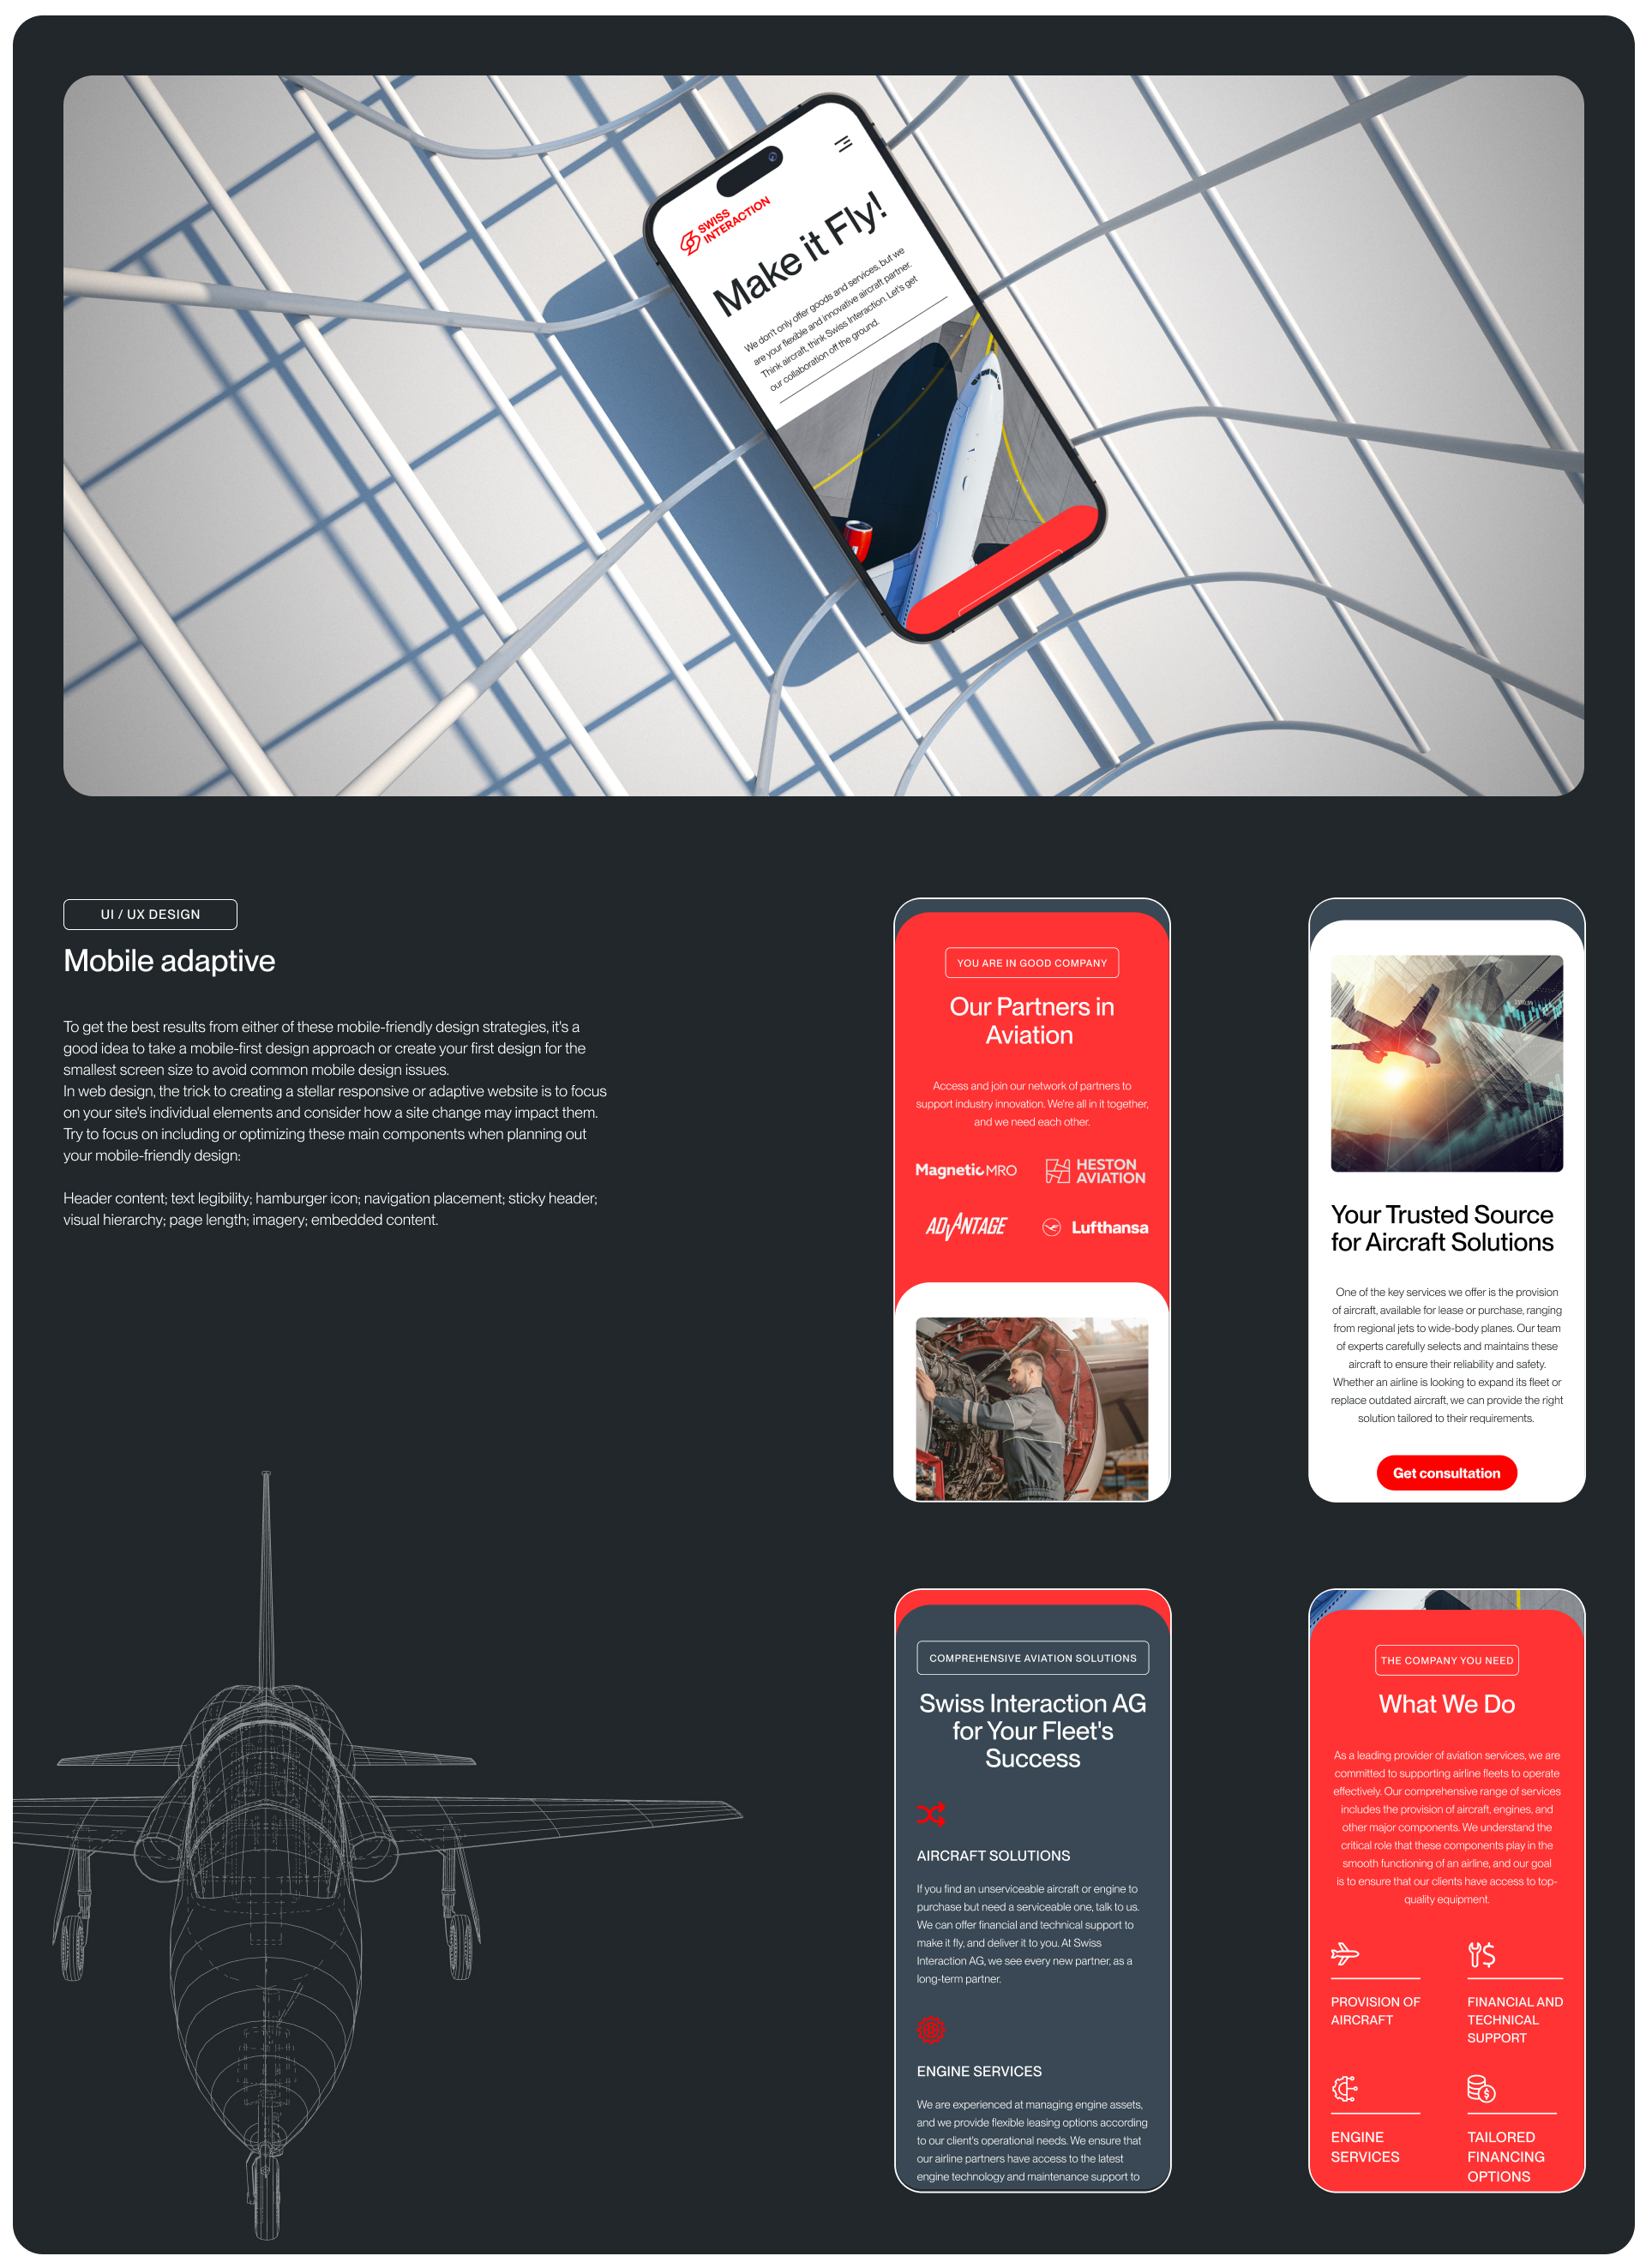 SWISS
INTERACTION
Make it Fly!
We don't only offer goods and services, but we
are your flexible and innovative aircraft partner.
Think aircraft, think Swiss Interaction. Let's get
our collaboration off the ground.
UI / UX DESIGN
Mobile adaptive
To get the best results from either of these mobile-friendly design strategies, it's a
good idea to take a mobile-first design approach or create your first design for the
smallest screen size to avoid common mobile design issues.
In web design, the trick to creating a stellar responsive or adaptive website is to focus
on your site's individual elements and consider how a site change may impact them.
Try to focus on including or optimizing these main components when planning out
your mobile-friendly design:
Header content; text legibility; hamburger icon; navigation placement; sticky header;
visual hierarchy; page length; imagery; embedded content.
YOU ARE IN GOOD COMPANY
Our Partners in
Aviation
Access and join our network of partners to
support industry innovation. We're all in it together,
and we need each other.
Magnetic MRO
HESTON
AVIATION
ADVANTAGE
Lufthansa
Your Trusted Source
for Aircraft Solutions
One of the key services we offer is the provision
of aircraft, available for lease or purchase, ranging
from regional jets to wide-body planes. Our team
of experts carefully selects and maintains these
aircraft to ensure their reliability and safety.
Whether an airline is looking to expand its fleet or
replace outdated aircraft, we can provide the right
solution tailored to their requirements.
Get consultation
COMPREHENSIVE AVIATION SOLUTIONS
Swiss Interaction AG
for Your Fleet's
Success
AIRCRAFT SOLUTIONS
If you find an unserviceable aircraft or engine to
purchase but need a serviceable one, talk to us.
We can offer financial and technical support to
make it fly, and deliver it to you. At Swiss
Interaction AG, we see every new partner, as a
long-term partner.
ENGINE SERVICES
We are experienced at managing engine assets,
and we provide flexible leasing options according
to our client's operational needs. We ensure that
our airline partners have access to the latest
engine technology and maintenance support to
THE COMPANY YOU NEED
What We Do
As a leading provider of aviation services, we are
committed to supporting airline fleets to operate
effectively. Our comprehensive range of services
includes the provision of aircraft, engines, and
other major components. We understand the
critical role that these components play in the
smooth functioning of an airline, and our goal
is to ensure that our clients have access to top-
quality equipment.
PROVISION OF
AIRCRAFT
FINANCIAL AND
TECHNICAL
SUPPORT
ENGINE
SERVICES
TAILORED
FINANCING
OPTIONS